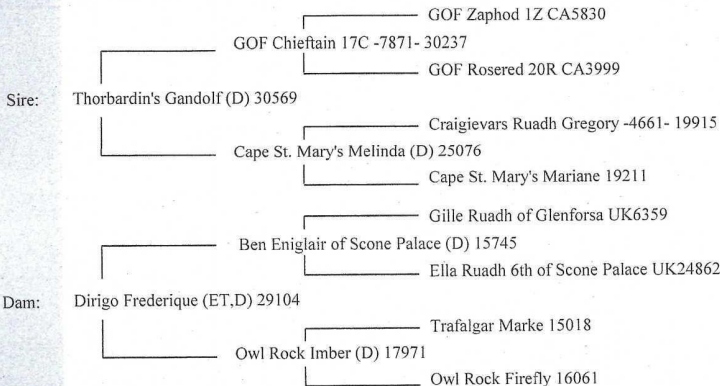 GOF Zaphod 1Z CA5830
GOF Chieftain 17C -7871- 30237
GOF Rosered 20R CA3999
Sire: Thorbardin's Gandolf (D) 30569
Craigievars Ruadh Gregory -4661- 19915
Cape St. Mary's Melinda (D) 25076
Cape St. Mary's Mariane 19211
Gille Ruadh of Glenforsa UK6359
Ben Eniglair of Scone Palace (D) 15745
Ella Ruadh 6th of Scone Palace UK24862
Dam: Dirigo Frederique (ET,D) 29104
Trafalgar Marke 15018
Owl Rock Imber (D) 17971
Owl Rock Firefly 16061